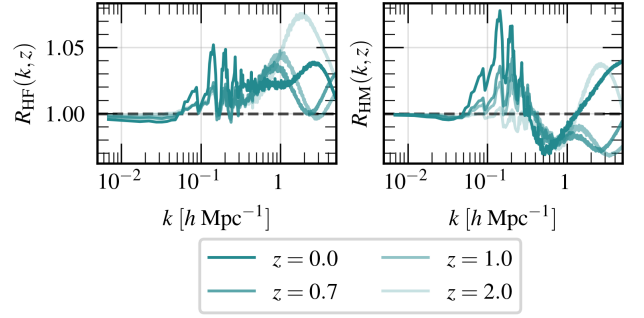 R_HF(k, z)
1.05
1.00
10⁻² 10⁻¹ 1
k [h Mpc⁻¹]
R_HM(k, z)
10⁻² 10⁻¹ 1
k [h Mpc⁻¹]
z = 0.0 z = 1.0
z = 0.7 z = 2.0